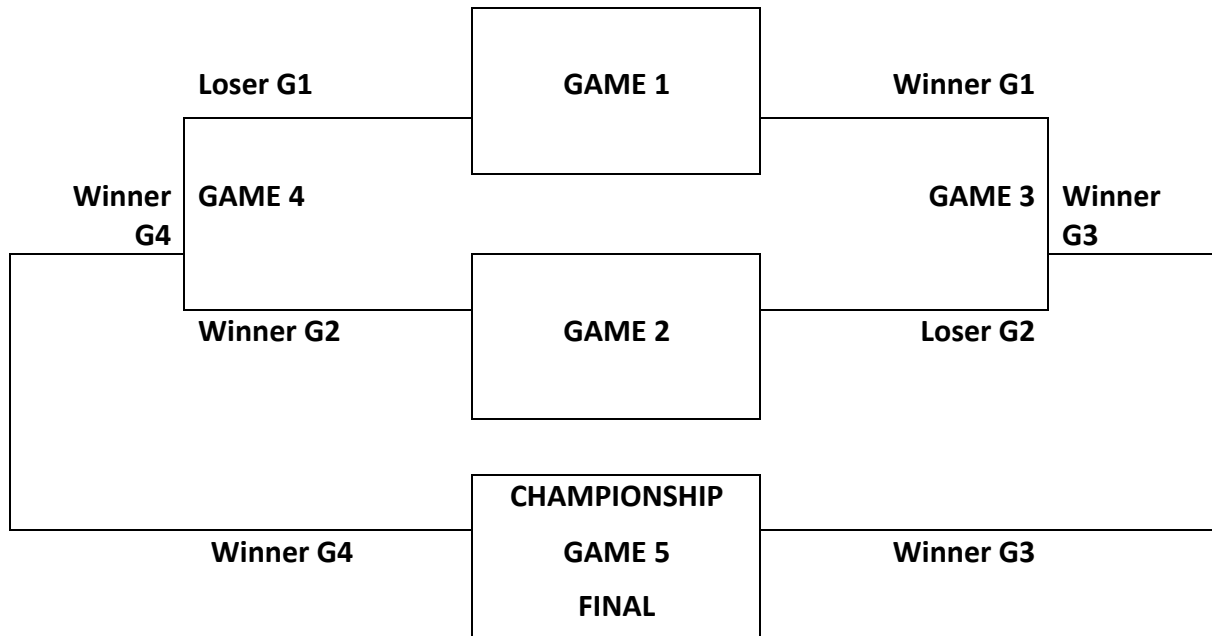 Loser G1
GAME 1
Winner G1
Winner
G4
GAME 4
GAME 3
Winner
G3
Winner G2
GAME 2
Loser G2
CHAMPIONSHIP
Winner G4
GAME 5
Winner G3
FINAL